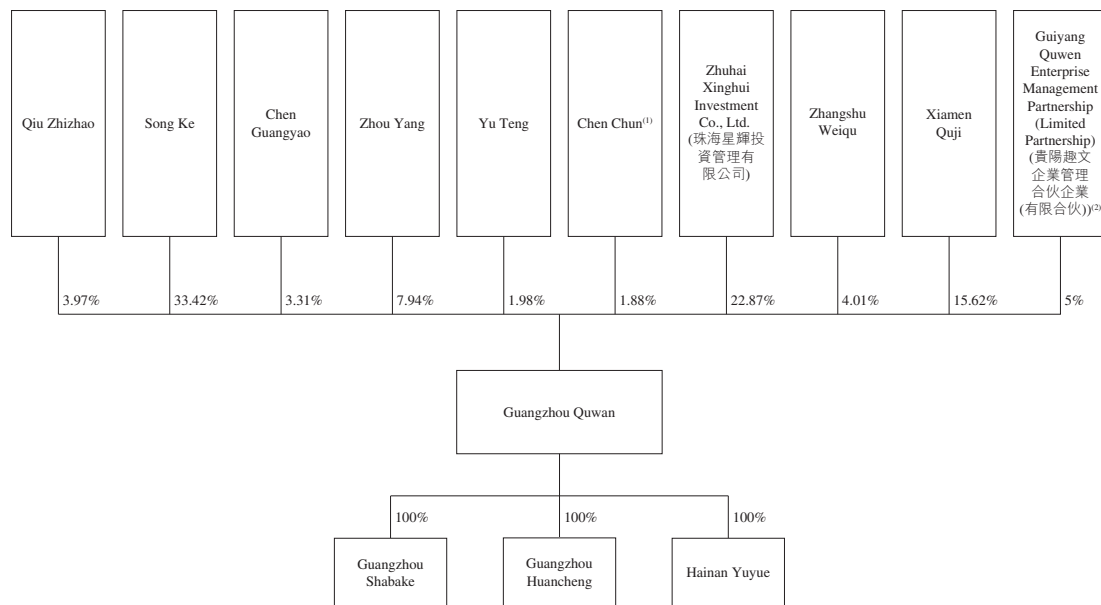 Qiu Zhizhao
Song Ke
Chen
Guangyao
Zhou Yang
Yu Teng
Chen Chun(1)
Zhuhai
Xinghui
Investment
Co., Ltd.
(珠海星輝投
資管理有
限公司)
Zhangshu
Weiqu
Xiamen
Quji
Guiyang
Quwen
Enterprise
Management
Partnership
(Limited
Partnership)
(貴陽趣文
企業管理
合伙企業
(有限合伙))(2)
3.97%
33.42%
3.31%
7.94%
1.98%
1.88%
22.87%
4.01%
15.62%
5%
Guangzhou Quwan
100%
100%
100%
Guangzhou
Shabake
Guangzhou
Huancheng
Hainan Yuyue